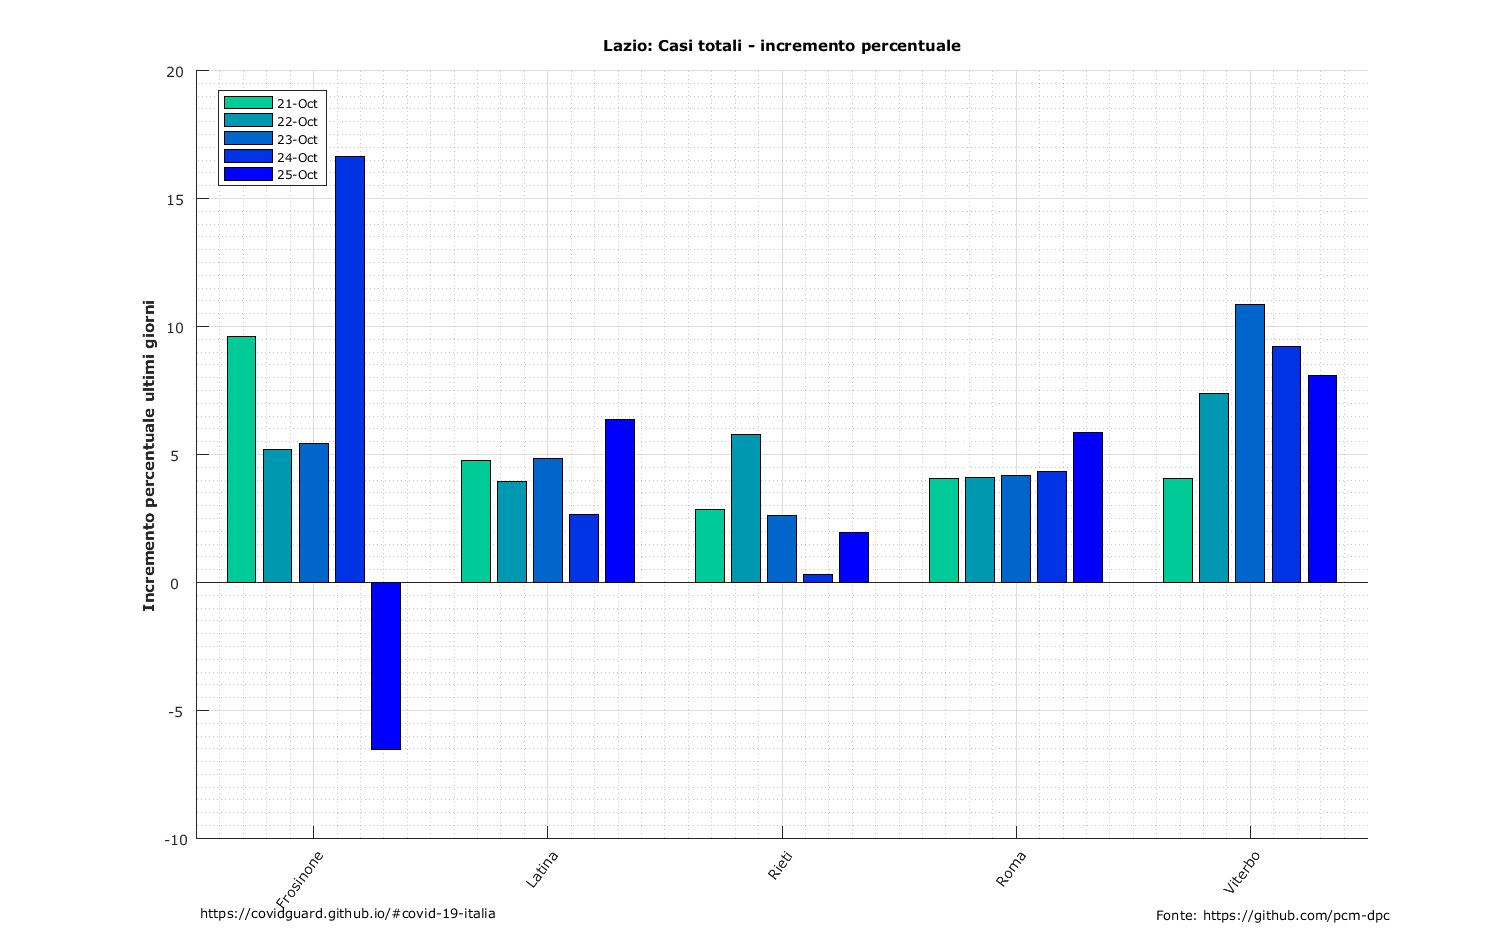 Lazio: Casi totali - incremento percentuale
Incremento percentuale ultimi giorni
20
15
10
5
0
-5
-10
21-Oct
22-Oct
23-Oct
24-Oct
25-Oct
Frosinone
Latina
Rieti
Roma
Viterbo
https://covidguard.github.io/#covid-19-italia
Fonte: https://github.com/pcm-dpc